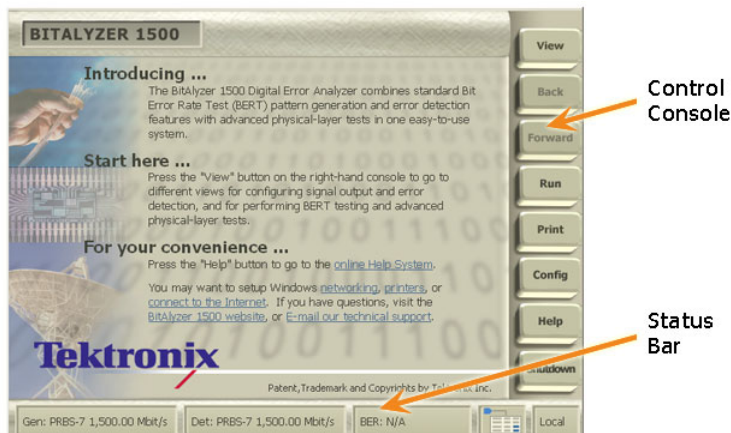 BITALYZER 1500
Introducing ...
The BitAlyzer 1500 Digital Error Analyzer combines standard Bit
Error Rate Test (BERT) pattern generation and error detection
features with advanced physical-layer tests in one easy-to-use
system.
Start here ...
Press the "View" button on the right-hand console to go to
different views for configuring signal output and error
detection, and for performing BERT testing and advanced
physical-layer tests.
For your convenience ...
Press the "Help" button to go to the online Help System.
You may want to setup Windows networking, printers, or
connect to the Internet. If you have questions, visit the
BitAlyzer 1500 website, or E-mail our technical support.
Tektronix
Patent,Trademark and Copyrights by Tektronix Inc.
View
Back
Forward
Run
Print
Config
Help
Shutdown
Gen: PRBS-7 1,500.00 Mbit/s
Det: PRBS-7 1,500.00 Mbit/s
BER: N/A
Local
Control
Console
Status
Bar